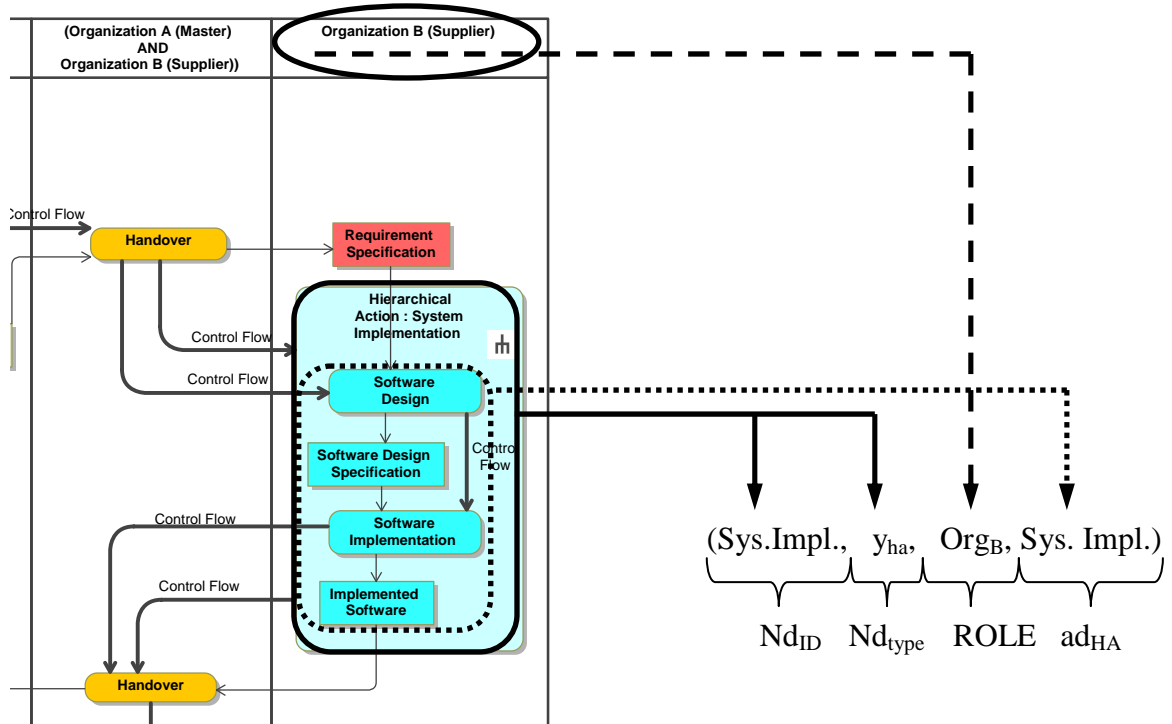 (Organization A (Master)
AND
Organization B (Supplier))
Organization B (Supplier)
Control Flow
Handover
Requirement
Specification
Hierarchical
Action : System
Implementation
Control Flow
Control Flow
Software
Design
Control
Flow
Software Design
Specification
Control Flow
Software
Implementation
Control Flow
Implemented
Software
Handover
(Sys.Impl., y_ha, Org_B, Sys. Impl.)
Nd_ID Nd_type ROLE ad_HA